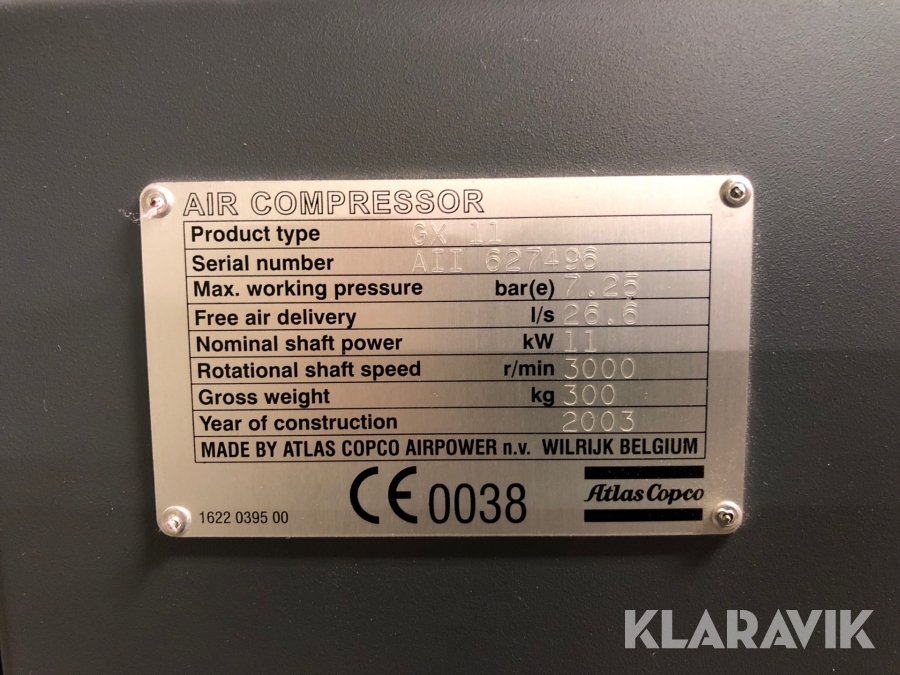 AIR COMPRESSOR
Product type GX 11
Serial number AII 627496
Max. working pressure bar(e) 7.25
Free air delivery l/s 26.6
Nominal shaft power kW 11
Rotational shaft speed r/min 3000
Gross weight kg 300
Year of construction 2003
MADE BY ATLAS COPCO AIRPOWER n.v. WILRIJK BELGIUM
1622 0395 00 CE 0038 Atlas Copco
KLARAVIK